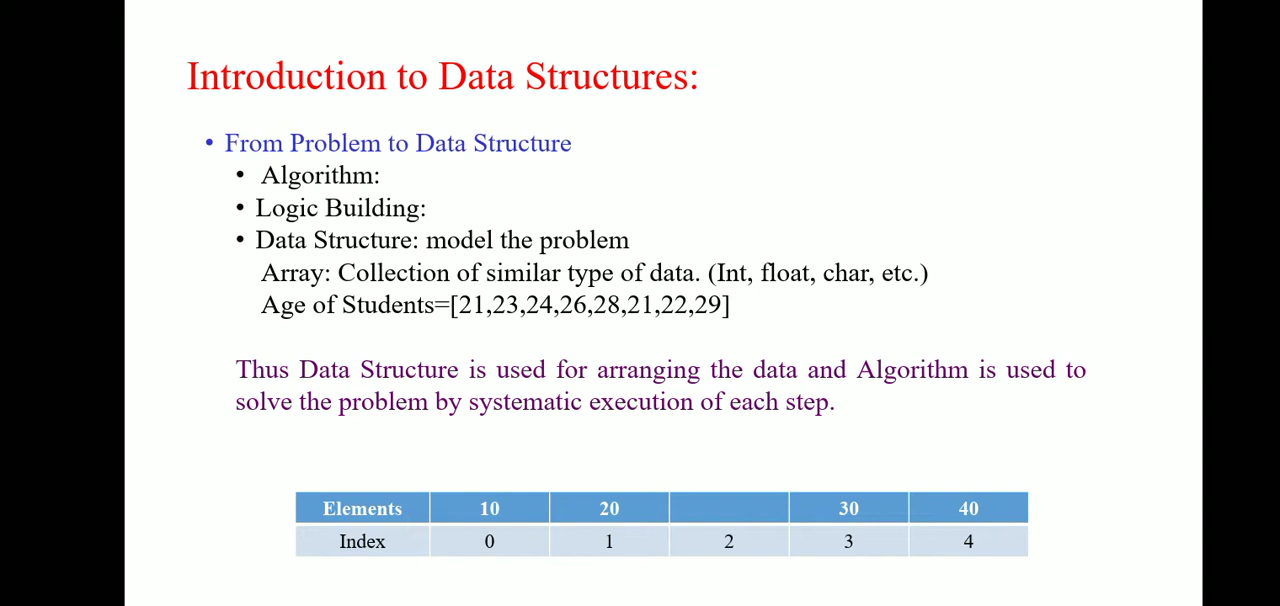 Introduction to Data Structures:
• From Problem to Data Structure
• Algorithm:
• Logic Building:
• Data Structure: model the problem
Array: Collection of similar type of data. (Int, float, char, etc.)
Age of Students=[21,23,24,26,28,21,22,29]
Thus Data Structure is used for arranging the data and Algorithm is used to
solve the problem by systematic execution of each step.
Elements 10 20 30 40
Index 0 1 2 3 4